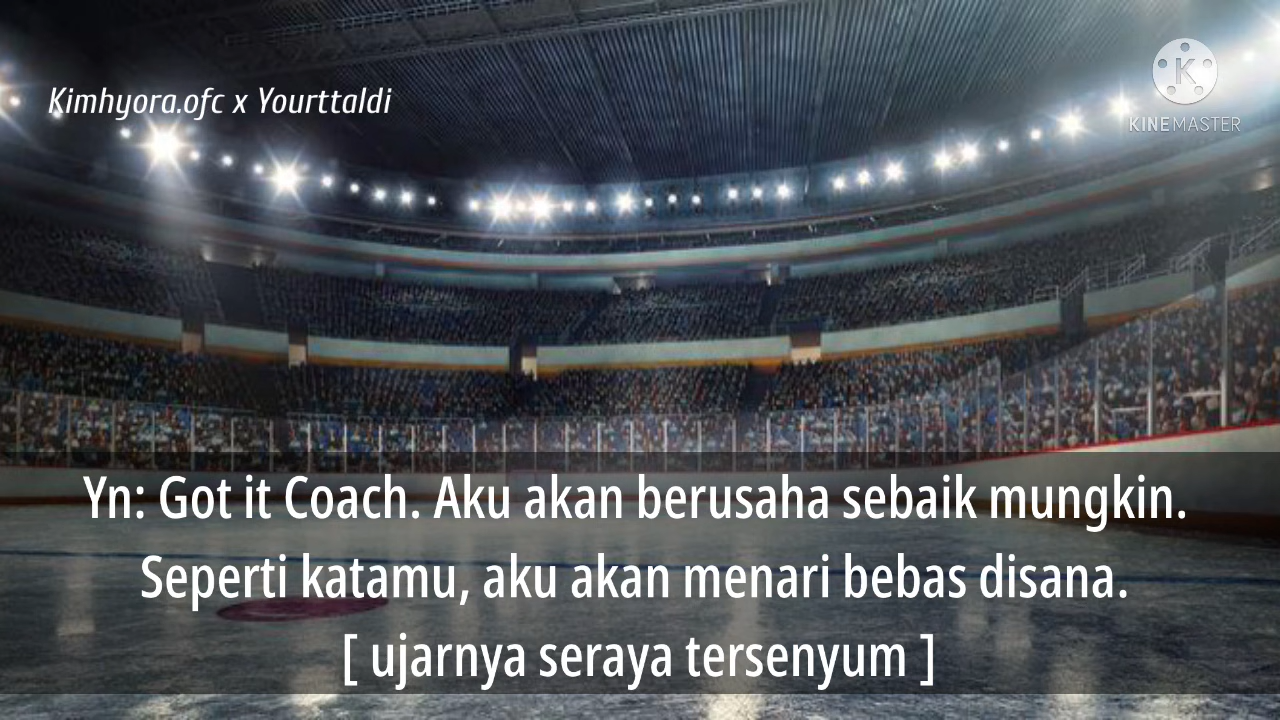 Kimhyora.ofc x Yourttaldi
K
KINEMASTER
Yn: Got it Coach. Aku akan berusaha sebaik mungkin.
Seperti katamu, aku akan menari bebas disana.
[ ujarnya seraya tersenyum ]